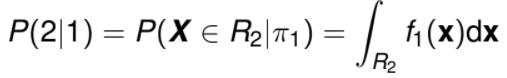 P(2|1) = P(X ∈ R₂|π₁) = ∫_{R₂} f₁(x)dx